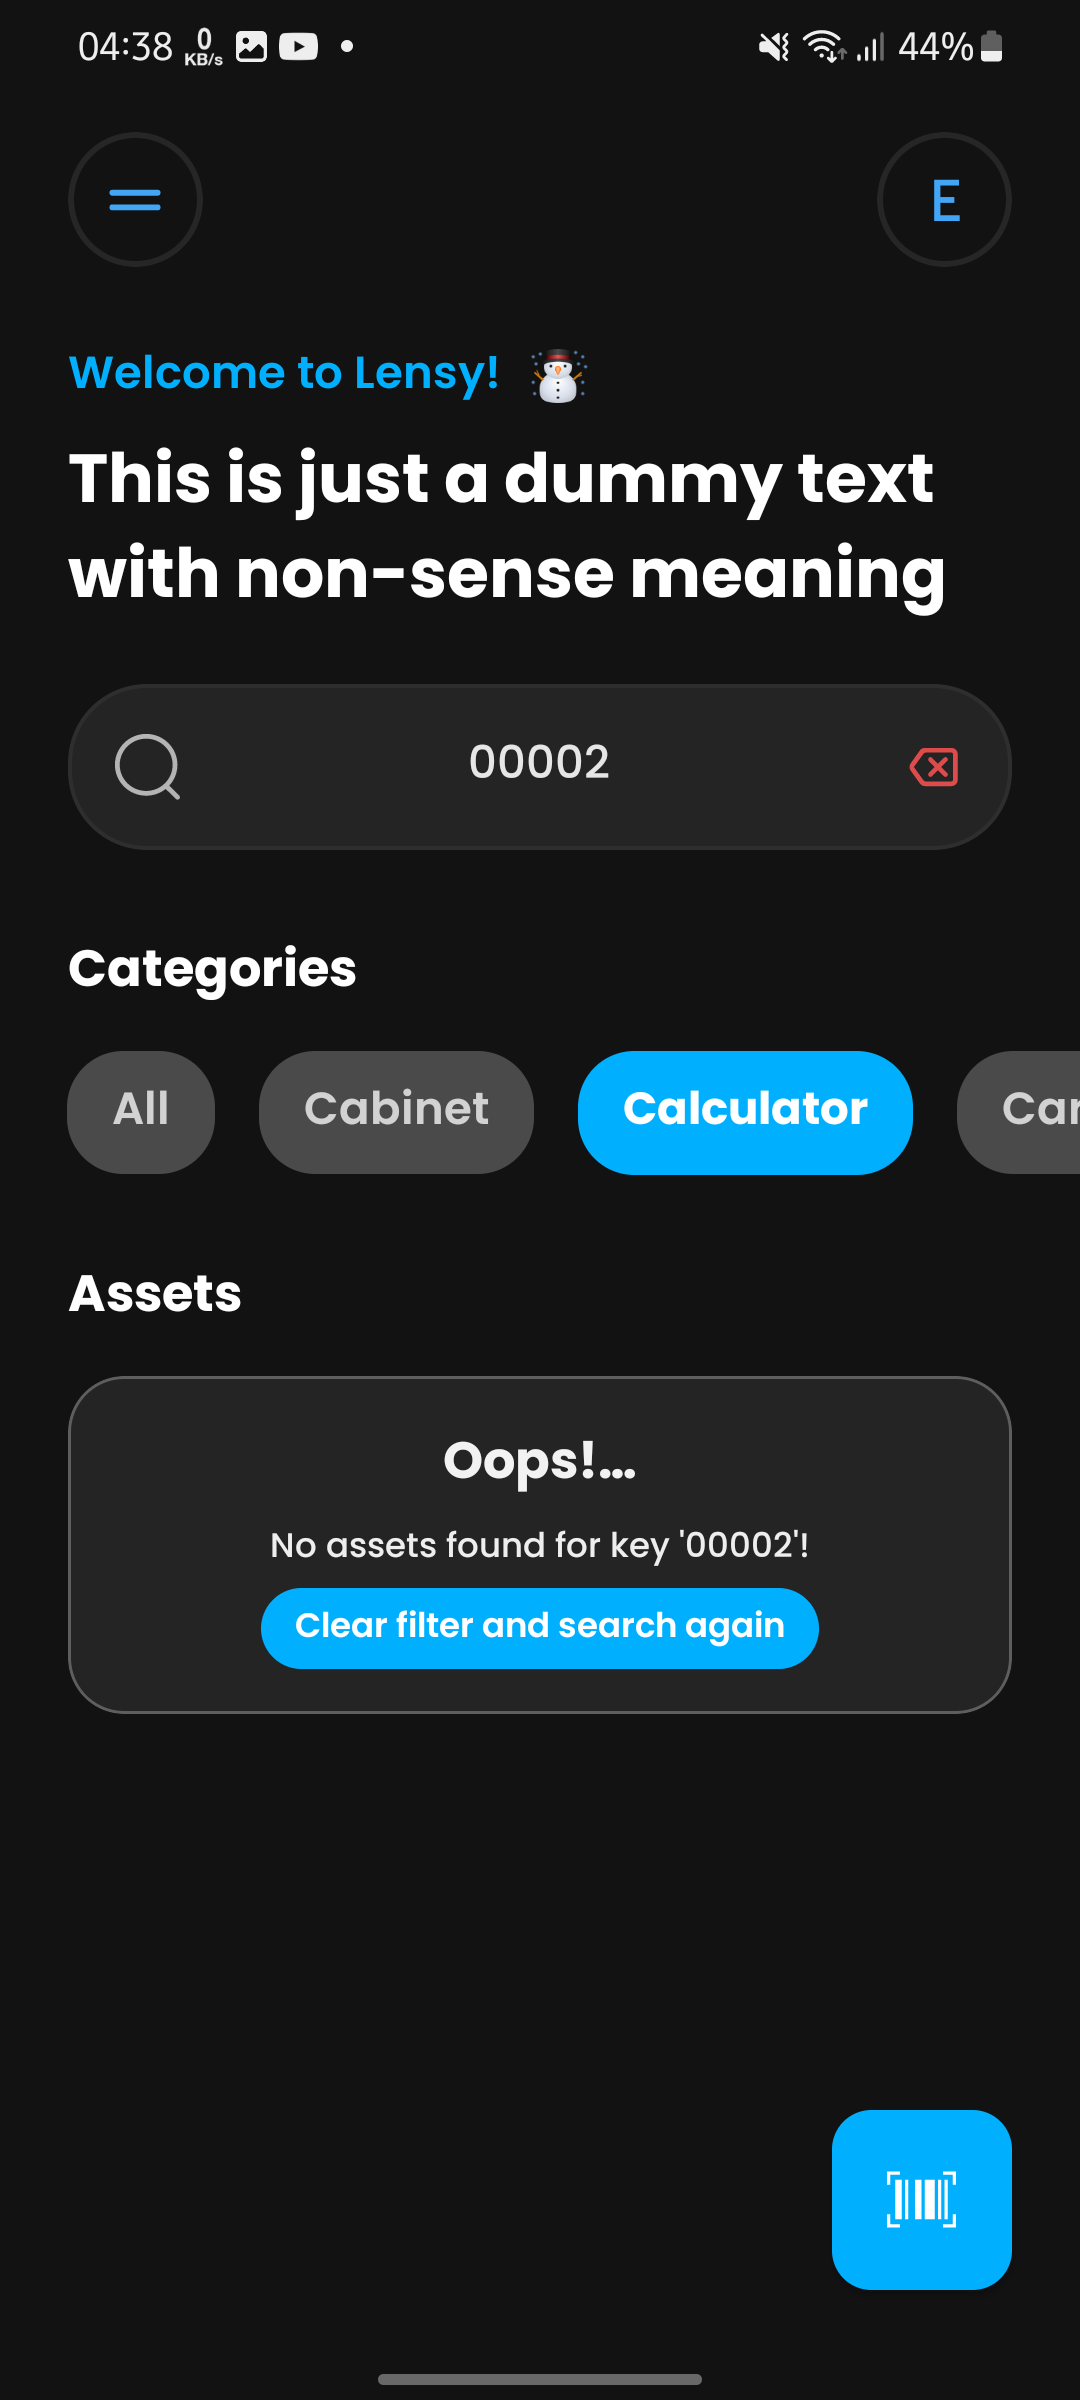 04:38 0 KB/s 44%
E
Welcome to Lensy! ☃️
This is just a dummy text
with non-sense meaning
00002
Categories
All Cabinet Calculator Car
Assets
Oops!...
No assets found for key '00002'!
Clear filter and search again